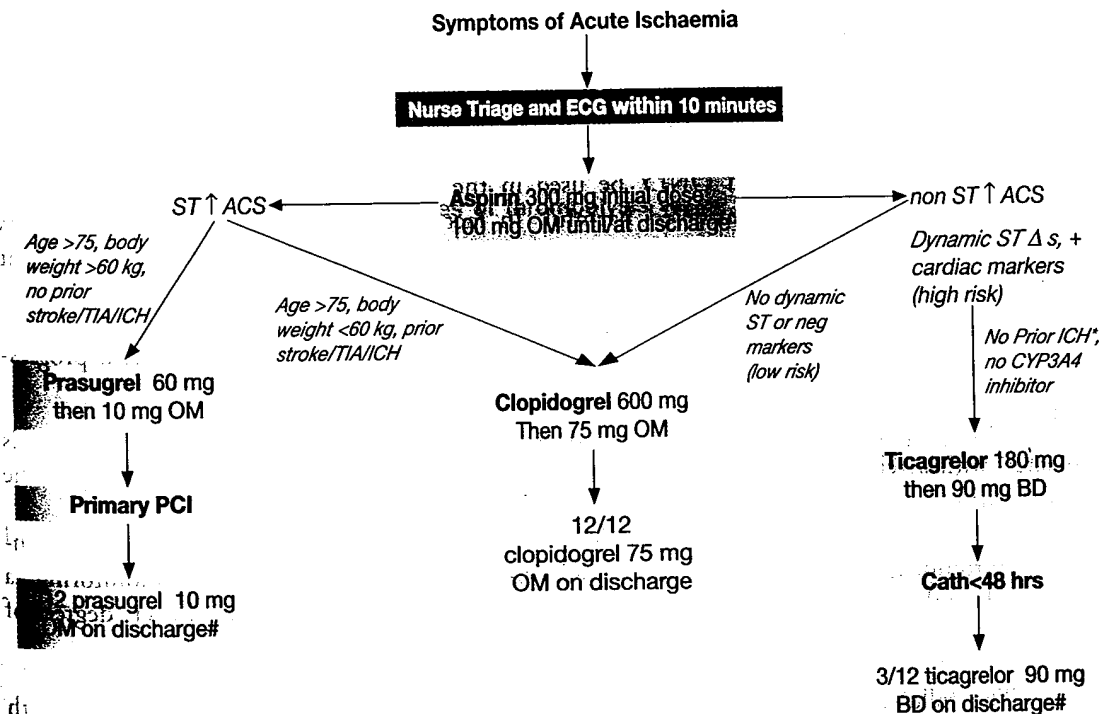 Symptoms of Acute Ischaemia
Nurse Triage and ECG within 10 minutes
Aspirin 300 mg initial dose
100 mg OM until/at discharge
ST ↑ ACS
non ST ↑ ACS
Age >75, body
weight >60 kg,
no prior
stroke/TIA/ICH
Age >75, body
weight <60 kg, prior
stroke/TIA/ICH
No dynamic
ST or neg
markers
(low risk)
Dynamic ST Δ s, +
cardiac markers
(high risk)
No Prior ICH*,
no CYP3A4
inhibitor
Prasugrel 60 mg
then 10 mg OM
Primary PCI
2 prasugrel 10 mg
OM on discharge#
Clopidogrel 600 mg
Then 75 mg OM
12/12
clopidogrel 75 mg
OM on discharge
Ticagrelor 180 mg
then 90 mg BD
Cath<48 hrs
3/12 ticagrelor 90 mg
BD on discharge#